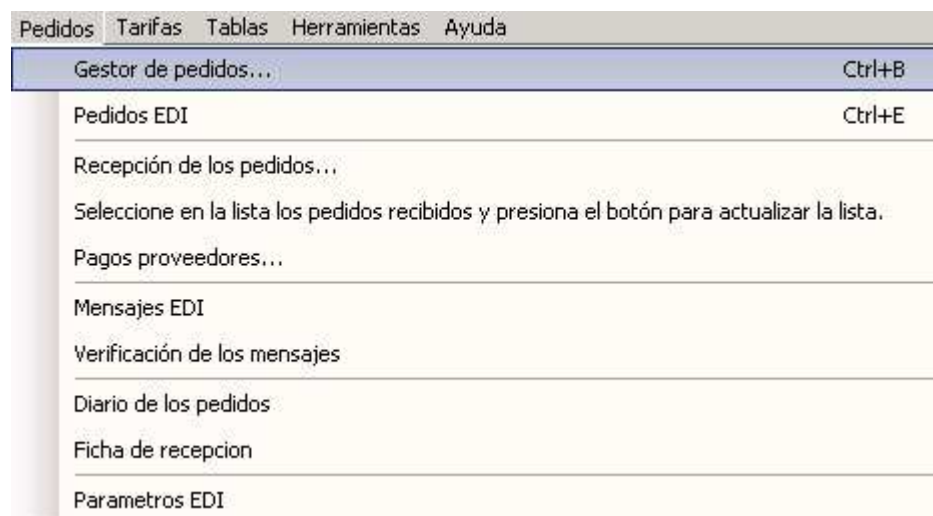 Pedidos Tarifas Tablas Herramientas Ayuda
Gestor de pedidos... Ctrl+B
Pedidos EDI Ctrl+E
Recepción de los pedidos...
Seleccione en la lista los pedidos recibidos y presiona el botón para actualizar la lista.
Pagos proveedores...
Mensajes EDI
Verificación de los mensajes
Diario de los pedidos
Ficha de recepcion
Parametros EDI